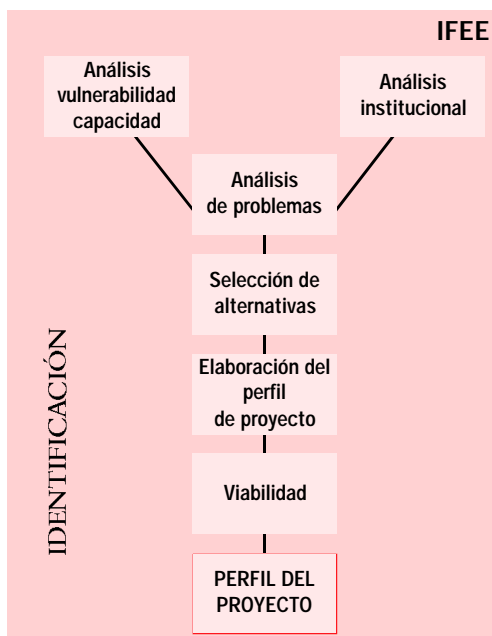 IFEE
Análisis
vulnerabilidad
capacidad
Análisis
institucional
Análisis
de problemas
Selección de
alternativas
Elaboración del
perfil
de proyecto
Viabilidad
PERFIL DEL
PROYECTO
IDENTIFICACIÓN